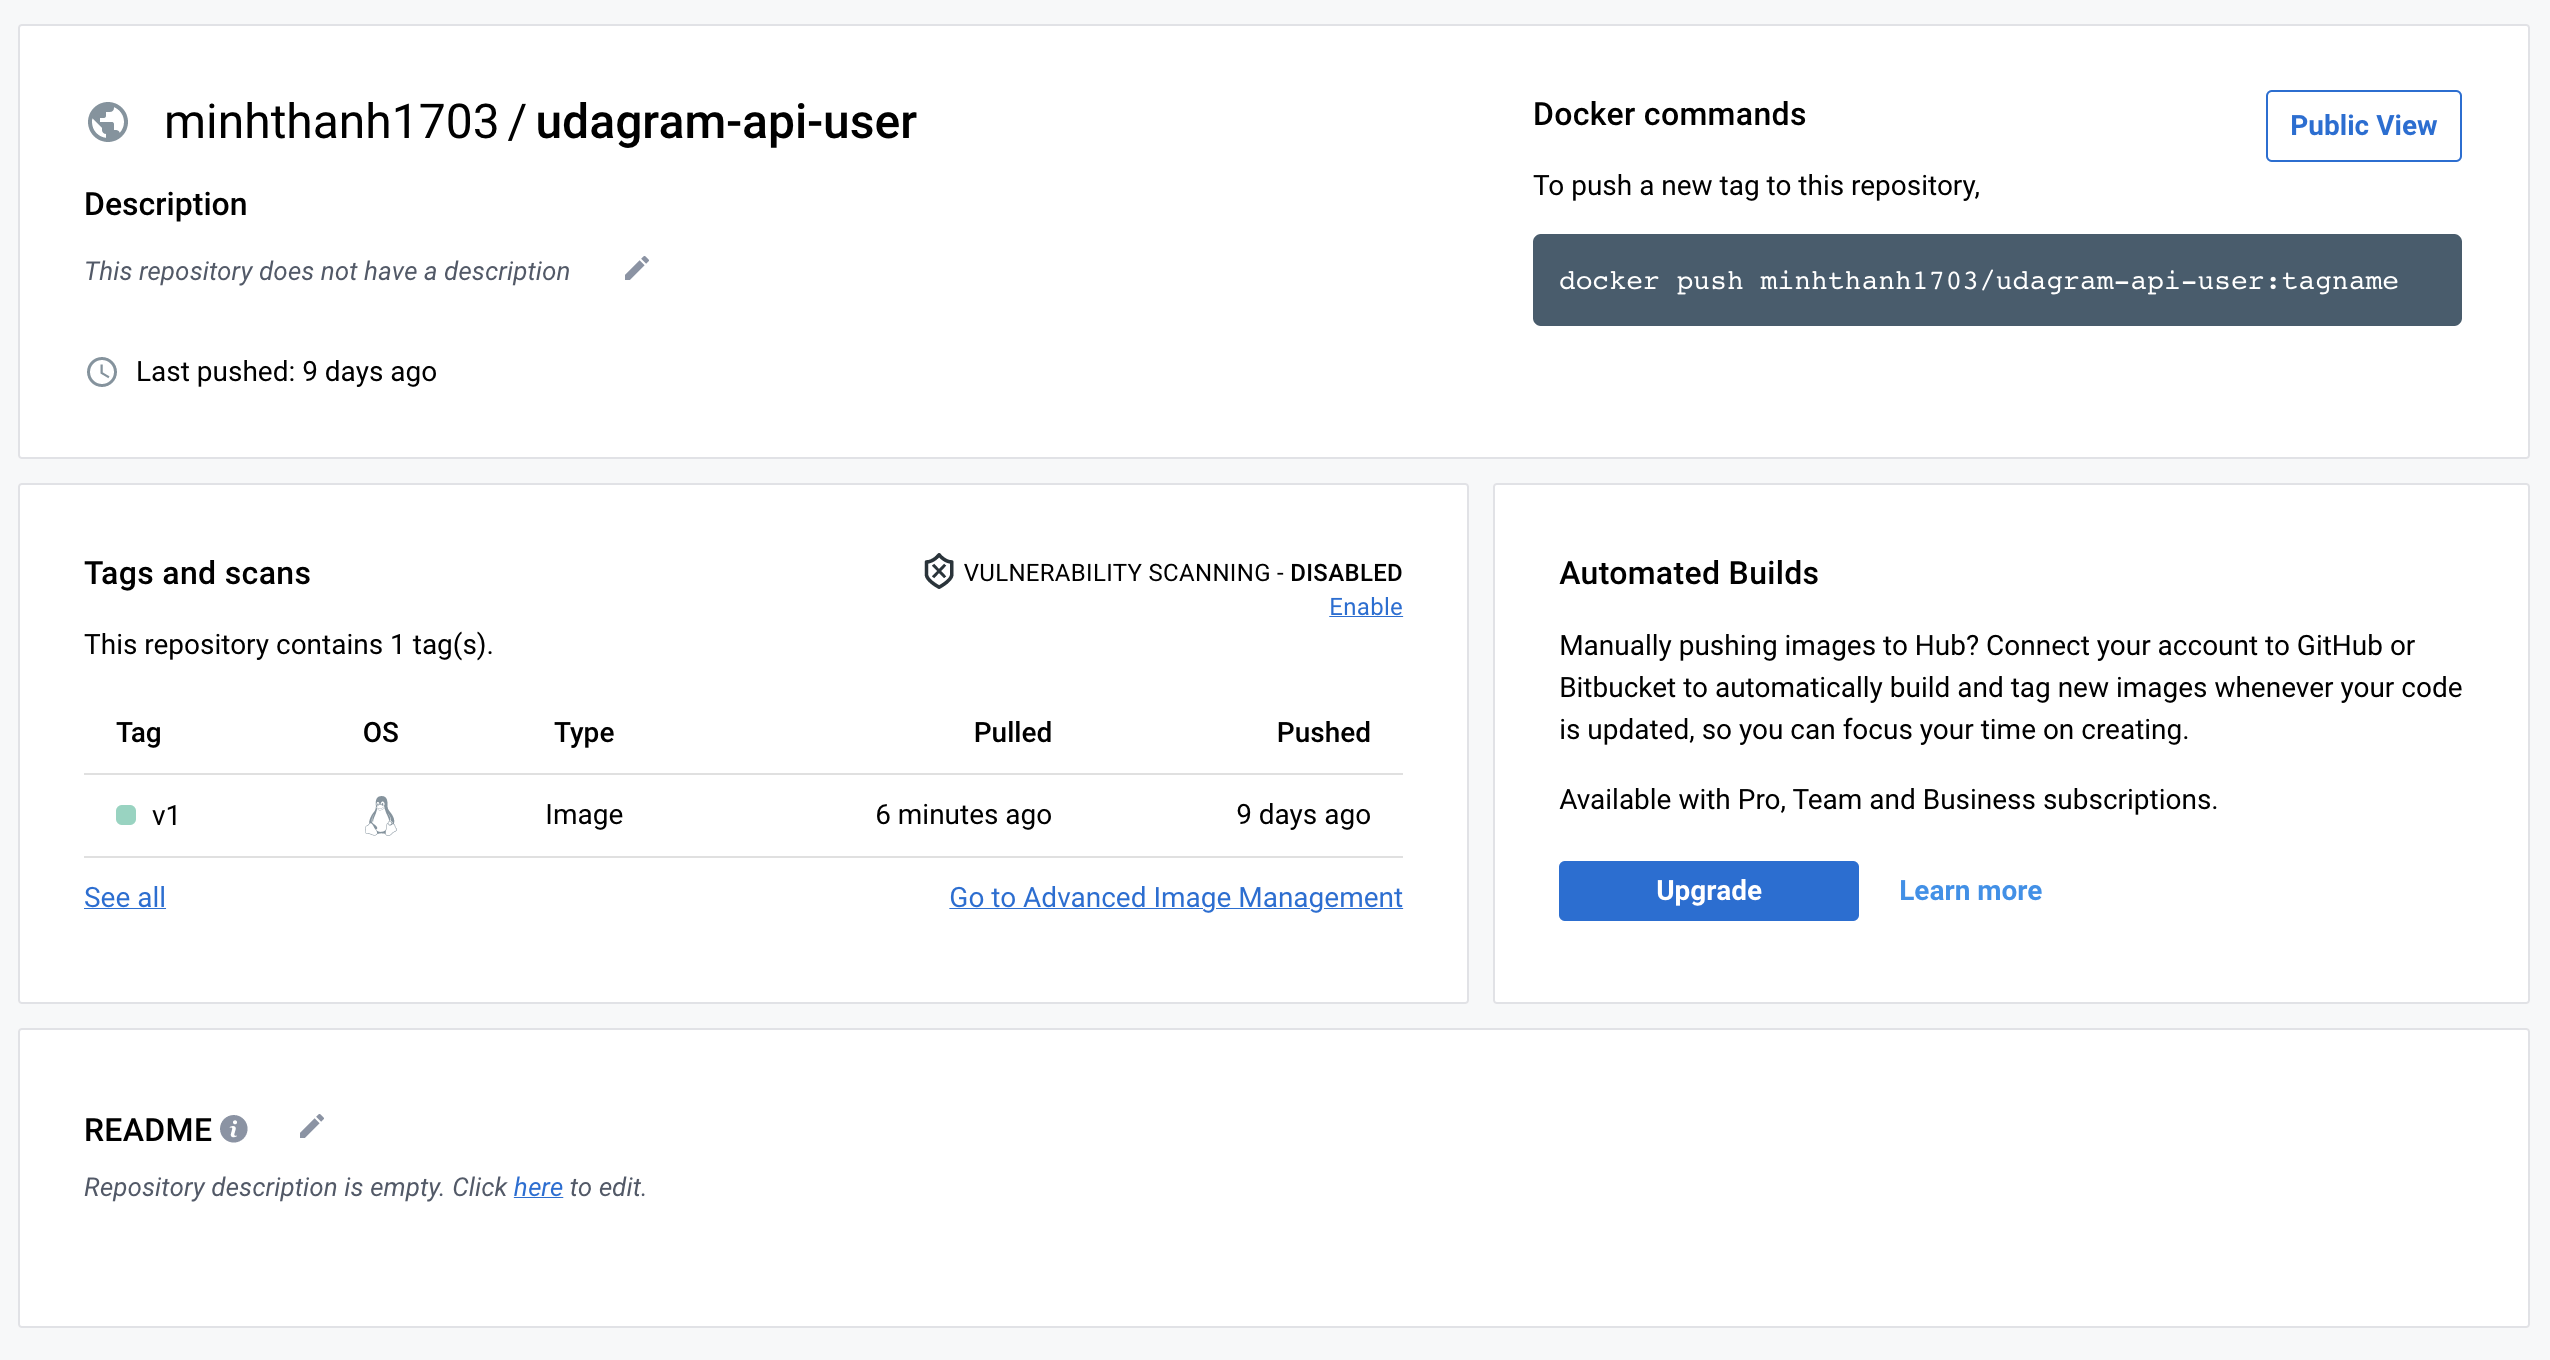 minhthanh1703 / udagram-api-user
Description
This repository does not have a description
Last pushed: 9 days ago
Docker commands
Public View
To push a new tag to this repository,
docker push minhthanh1703/udagram-api-user:tagname
Tags and scans
VULNERABILITY SCANNING - DISABLED
Enable
This repository contains 1 tag(s).
Tag OS Type Pulled Pushed
v1 Image 6 minutes ago 9 days ago
See all
Go to Advanced Image Management
Automated Builds
Manually pushing images to Hub? Connect your account to GitHub or
Bitbucket to automatically build and tag new images whenever your code
is updated, so you can focus your time on creating.
Available with Pro, Team and Business subscriptions.
Upgrade
Learn more
README
Repository description is empty. Click here to edit.